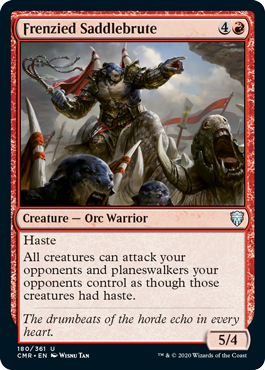 Frenzied Saddlebrute 4
Creature — Orc Warrior
Haste
All creatures can attack your
opponents and planeswalkers your
opponents control as though those
creatures had haste.
The drumbeats of the horde echo in every
heart.
5/4
180/361 U
CMR • EN Wisnu Tan
™ & © 2020 Wizards of the Coast